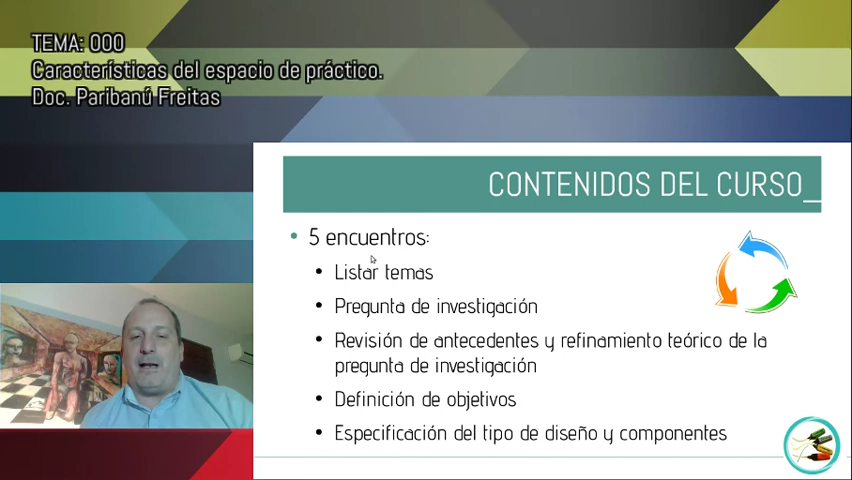 TEMA: 000
Características del espacio de práctico.
Doc. Paribanú Freitas
CONTENIDOS DEL CURSO_
• 5 encuentros:
• Listar temas
• Pregunta de investigación
• Revisión de antecedentes y refinamiento teórico de la
pregunta de investigación
• Definición de objetivos
• Especificación del tipo de diseño y componentes